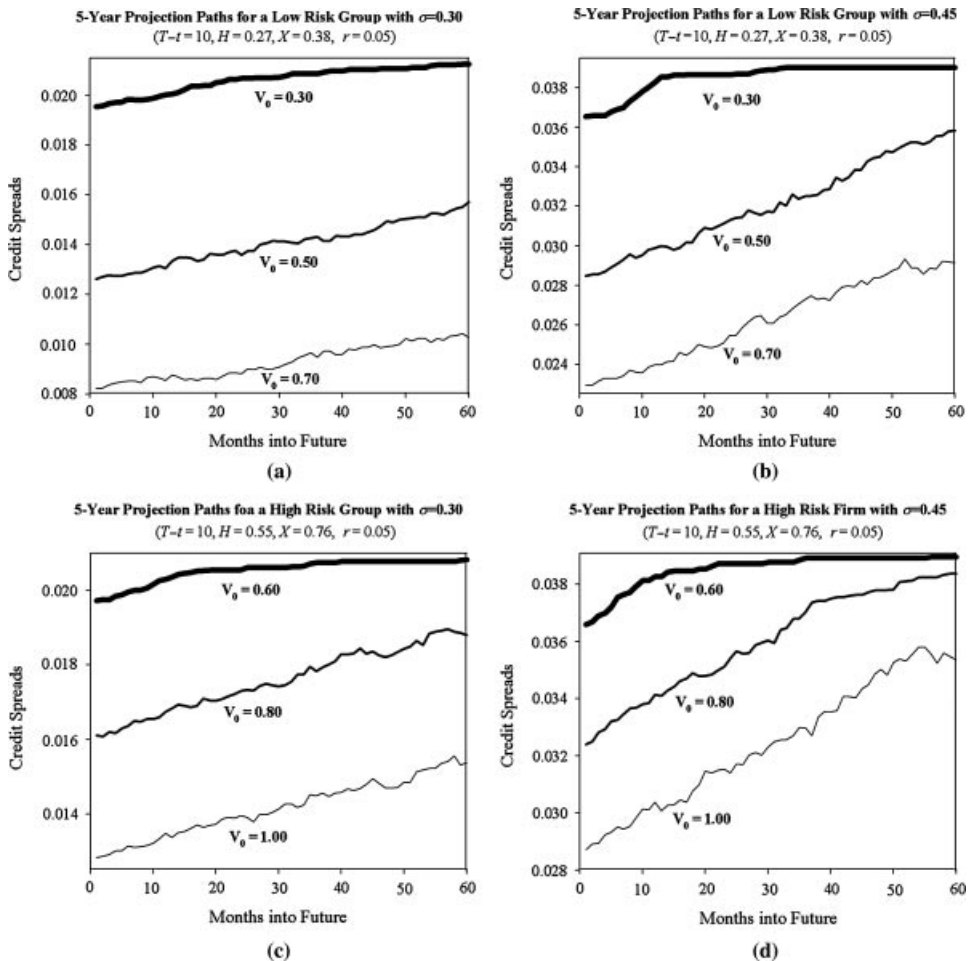 5-Year Projection Paths for a Low Risk Group with σ=0.30
(T–t = 10, H = 0.27, X = 0.38, r = 0.05)
0.020
0.018
0.016
0.014
0.012
0.010
0.008
Credit Spreads
V0 = 0.30
V0 = 0.50
V0 = 0.70
0 10 20 30 40 50 60
Months into Future
(a)
5-Year Projection Paths for a Low Risk Group with σ=0.45
(T–t = 10, H = 0.27, X = 0.38, r = 0.05)
0.038
0.036
0.034
0.032
0.030
0.028
0.026
0.024
Credit Spreads
V0 = 0.30
V0 = 0.50
V0 = 0.70
0 10 20 30 40 50 60
Months into Future
(b)
5-Year Projection Paths foa a High Risk Group with σ=0.30
(T–t = 10, H = 0.55, X = 0.76, r = 0.05)
0.020
0.018
0.016
0.014
Credit Spreads
V0 = 0.60
V0 = 0.80
V0 = 1.00
0 10 20 30 40 50 60
Months into Future
(c)
5-Year Projection Paths for a High Risk Firm with σ=0.45
(T–t = 10, H = 0.55, X = 0.76, r = 0.05)
0.038
0.036
0.034
0.032
0.030
0.028
Credit Spreads
V0 = 0.60
V0 = 0.80
V0 = 1.00
0 10 20 30 40 50 60
Months into Future
(d)